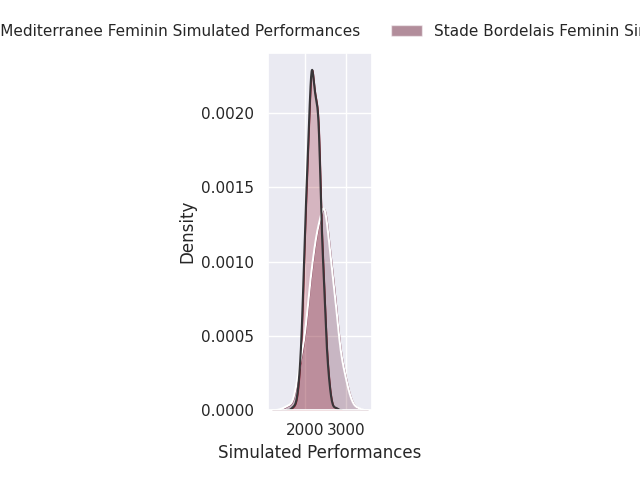 Mediterranee Feminin Simulated Performances
Stade Bordelais Feminin
0.0020
0.0015
0.0010
0.0005
0.0000
Density
2000 3000
Simulated Performances